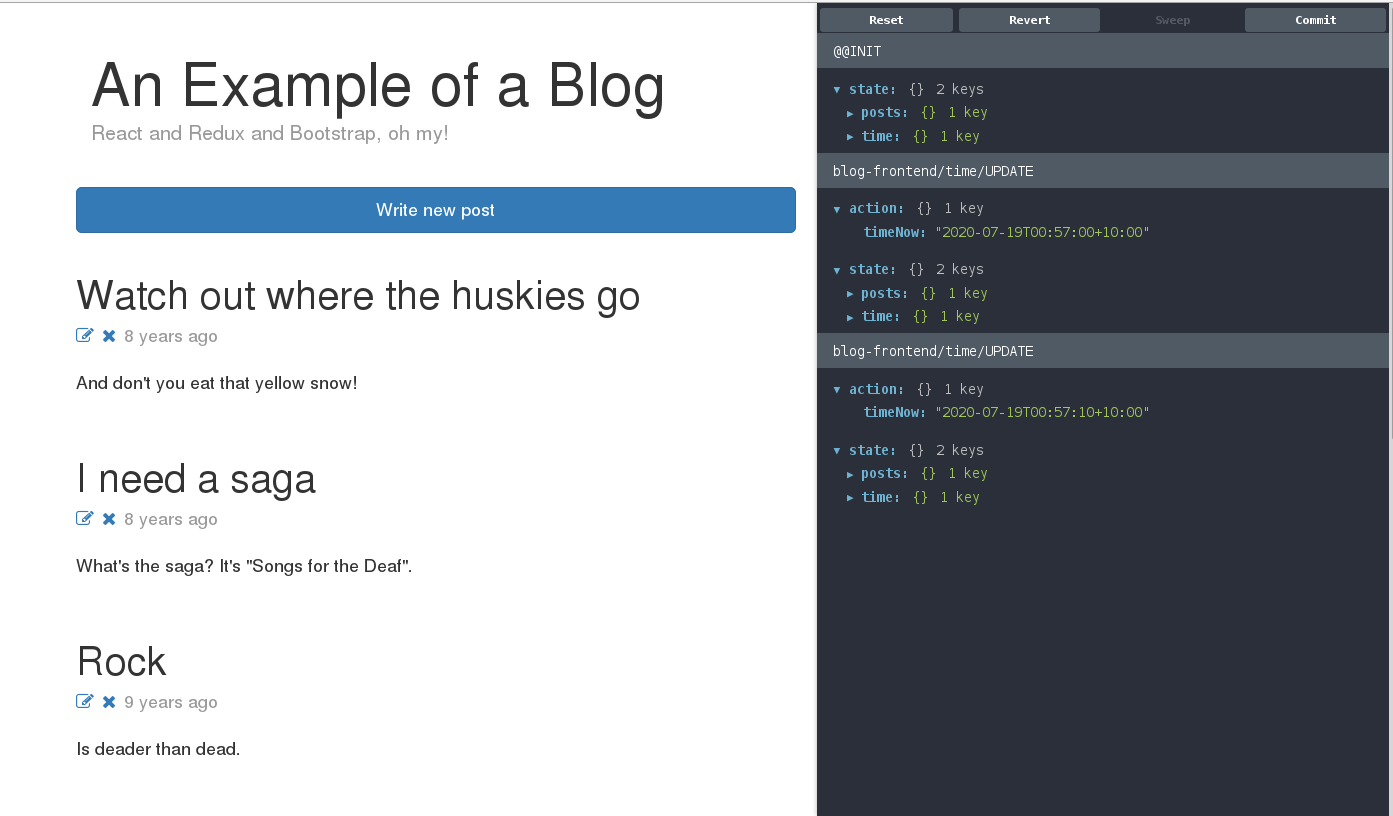 An Example of a Blog
React and Redux and Bootstrap, oh my!
Write new post
Watch out where the huskies go
8 years ago
And don't you eat that yellow snow!
I need a saga
8 years ago
What's the saga? It's "Songs for the Deaf".
Rock
9 years ago
Is deader than dead.
Reset Revert Sweep Commit
@@INIT
▼ state: {} 2 keys
▶ posts: {} 1 key
▶ time: {} 1 key
blog-frontend/time/UPDATE
▼ action: {} 1 key
timeNow: "2020-07-19T00:57:00+10:00"
▼ state: {} 2 keys
▶ posts: {} 1 key
▶ time: {} 1 key
blog-frontend/time/UPDATE
▼ action: {} 1 key
timeNow: "2020-07-19T00:57:10+10:00"
▼ state: {} 2 keys
▶ posts: {} 1 key
▶ time: {} 1 key